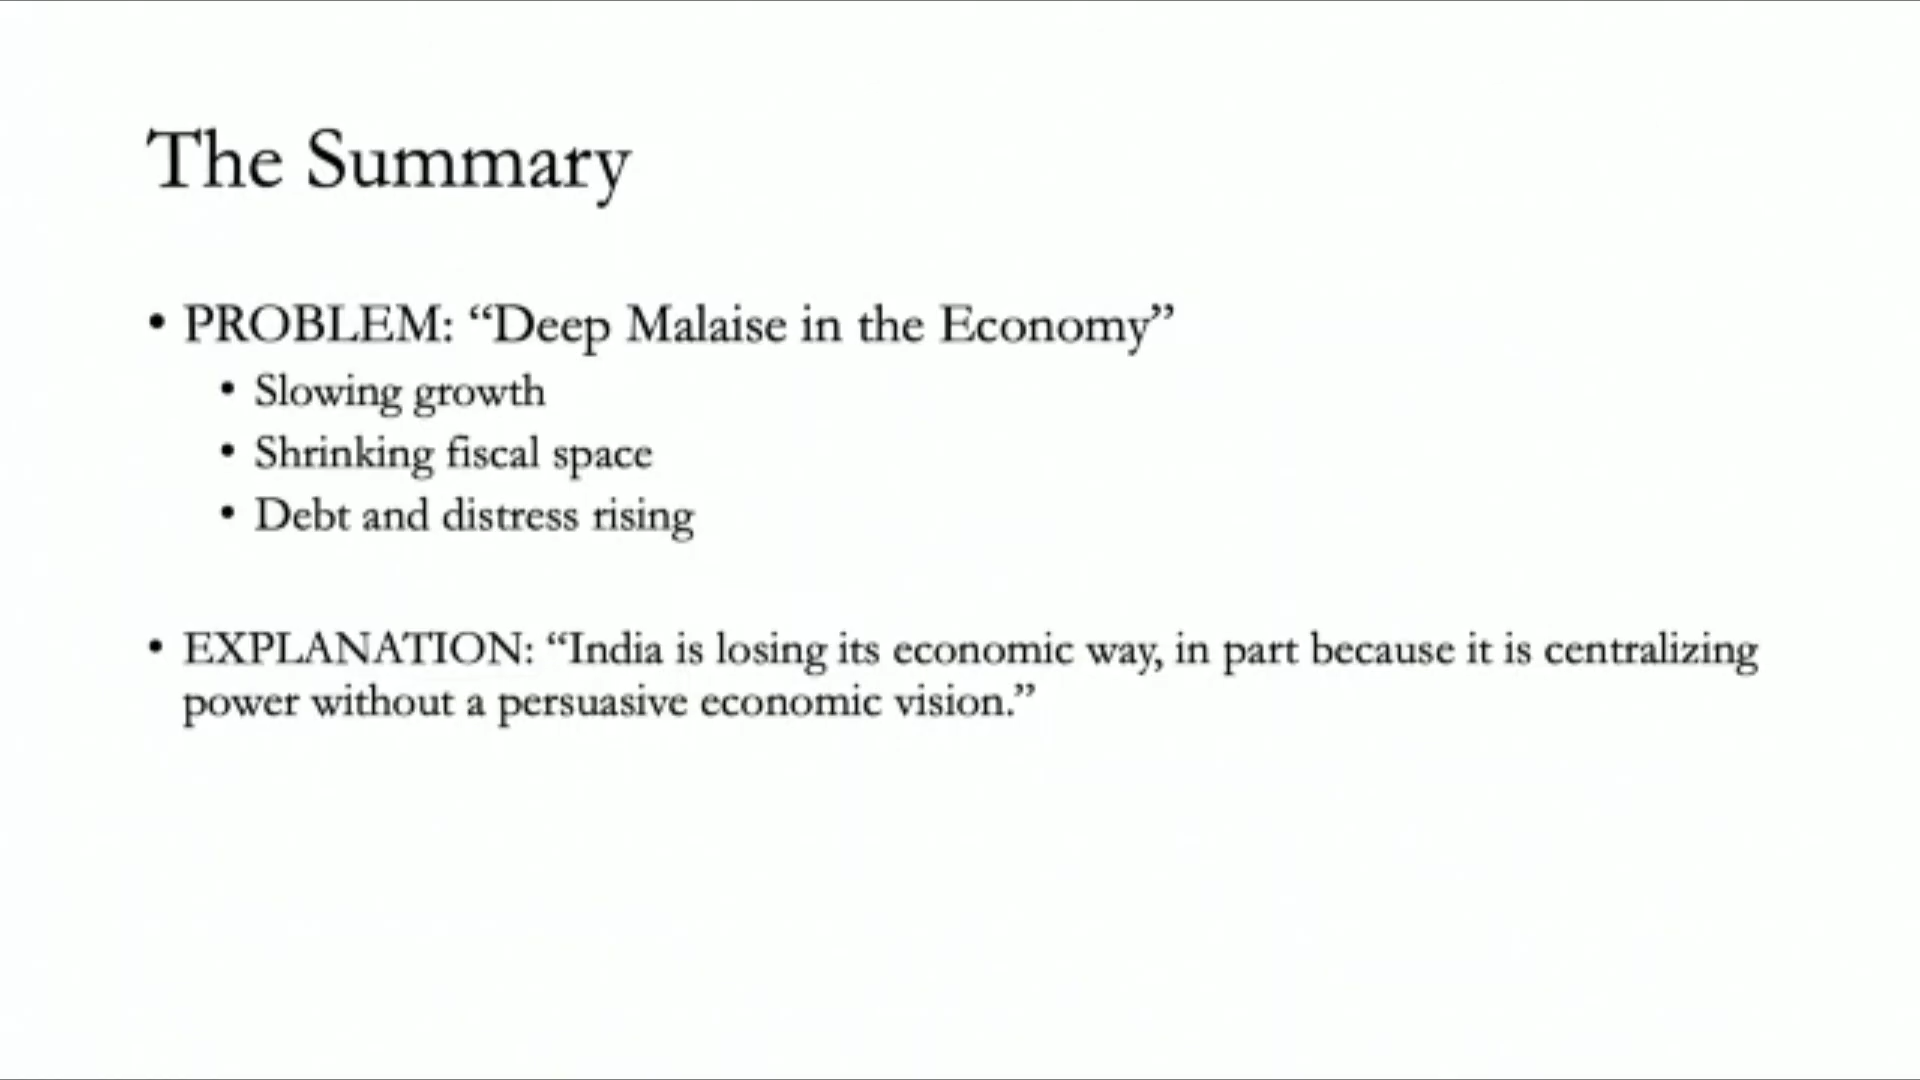 The Summary
• PROBLEM: “Deep Malaise in the Economy”
• Slowing growth
• Shrinking fiscal space
• Debt and distress rising
• EXPLANATION: “India is losing its economic way, in part because it is centralizing
power without a persuasive economic vision.”